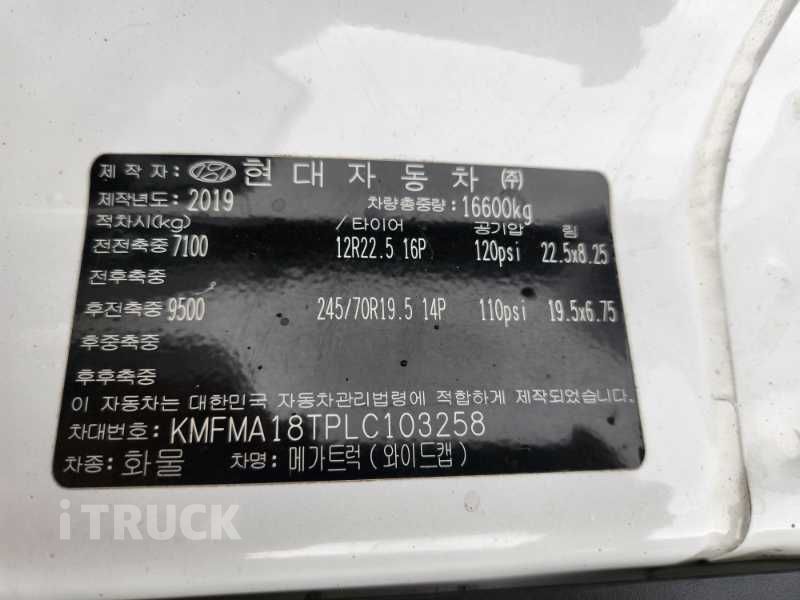 제 작 자: 현대자동차 ㈜
제작년도: 2019 차량총중량: 16600kg
적차시(kg) /타이어 공기압 림
전전축중 7100 12R22.5 16P 120psi 22.5x8.25
전후축중
후전축중 9500 245/70R19.5 14P 110psi 19.5x6.75
후중축중
후후축중
이 자동차는 대한민국 자동차관리법령에 적합하게 제작되었습니다.
차대번호: KMFMA18TPLC103258
차종: 화물 차명: 메가트럭(와이드캡)
iTRUCK